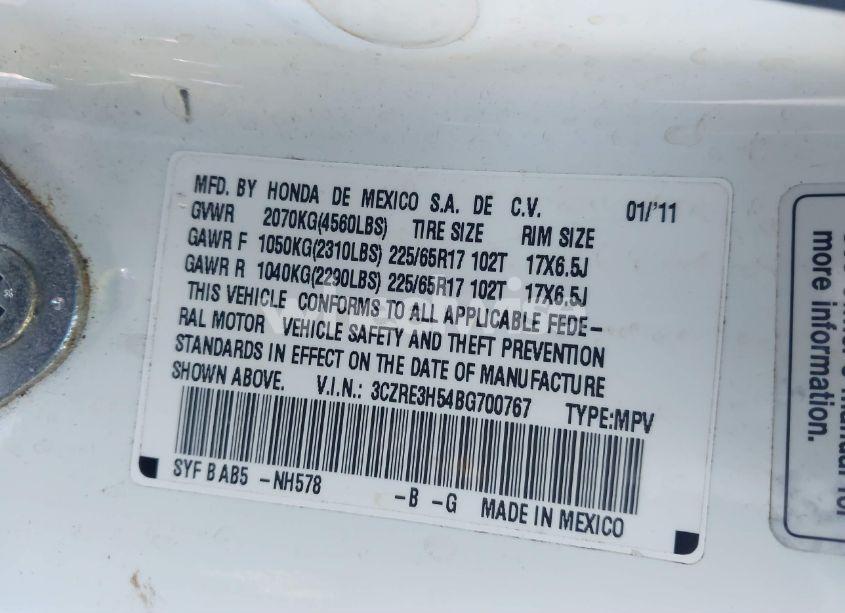 MFD. BY HONDA DE MEXICO S.A. DE C.V. 01/'11
GVWR 2070KG(4560LBS) TIRE SIZE RIM SIZE
GAWR F 1050KG(2310LBS) 225/65R17 102T 17X6.5J
GAWR R 1040KG(2290LBS) 225/65R17 102T 17X6.5J
THIS VEHICLE CONFORMS TO ALL APPLICABLE FEDE-
RAL MOTOR VEHICLE SAFETY AND THEFT PREVENTION
STANDARDS IN EFFECT ON THE DATE OF MANUFACTURE
SHOWN ABOVE. V.I.N.: 3CZRE3H54BG700767 TYPE:MPV
SYF B AB5 -NH578 -B -G MADE IN MEXICO
owner's manual for
more information.